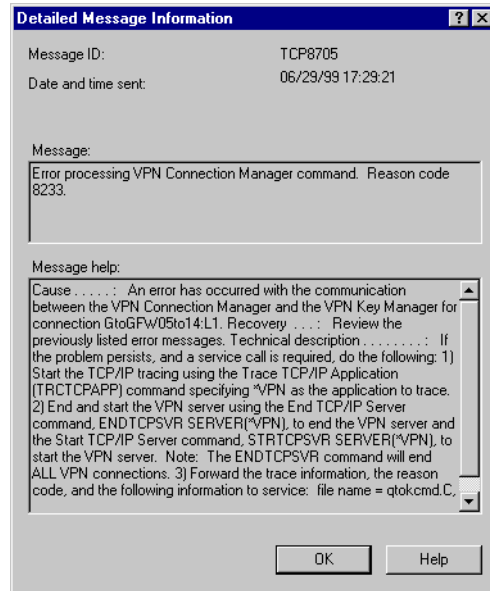 Detailed Message Information
Message ID: TCP8705
Date and time sent: 06/29/99 17:29:21
Message:
Error processing VPN Connection Manager command. Reason code
8233.
Message help:
Cause . . . . . : An error has occurred with the communication
between the VPN Connection Manager and the VPN Key Manager for
connection GtoGFW05to14:L1. Recovery . . . : Review the
previously listed error messages. Technical description . . . . . . . . : If
the problem persists, and a service call is required, do the following: 1)
Start the TCP/IP tracing using the Trace TCP/IP Application
(TRCTCPAPP) command specifying *VPN as the application to trace.
2) End and start the VPN server using the End TCP/IP Server
command, ENDTCPSVR SERVER(*VPN), to end the VPN server and
the Start TCP/IP Server command, STRTCPSVR SERVER(*VPN), to
start the VPN server. Note: The ENDTCPSVR command will end
ALL VPN connections. 3) Forward the trace information, the reason
code, and the following information to service: file name = qtokcmd.C,
OK Help